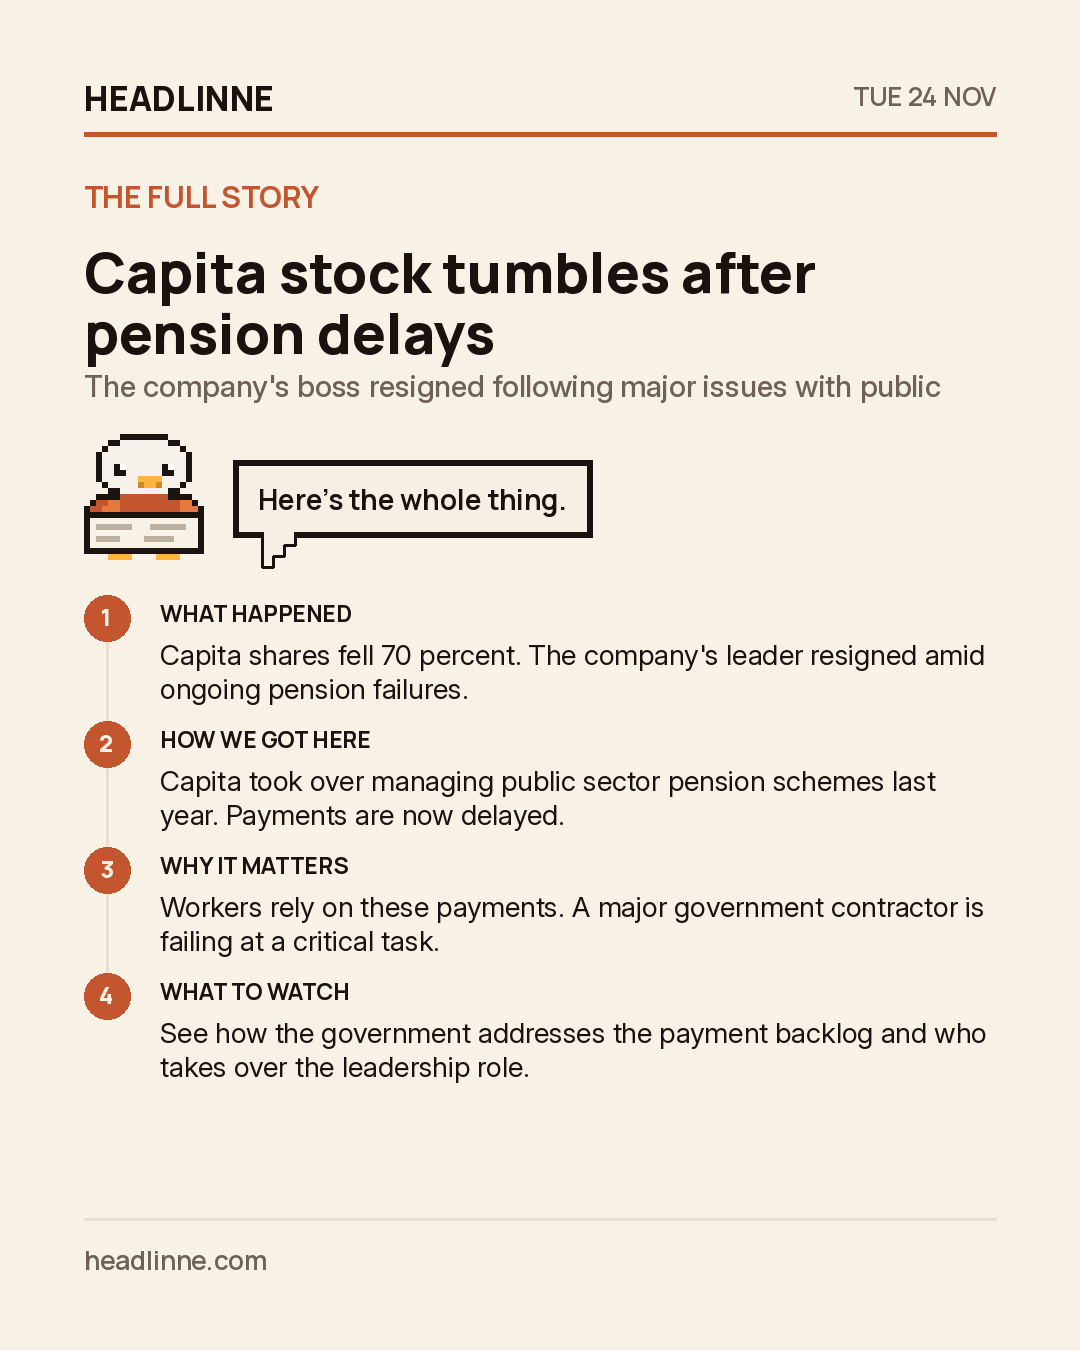 HEADLINNE
TUE 24 NOV
THE FULL STORY
Capita stock tumbles after
pension delays
The company's boss resigned following major issues with public
Here’s the whole thing.
1
WHAT HAPPENED
Capita shares fell 70 percent. The company's leader resigned amid
ongoing pension failures.
2
HOW WE GOT HERE
Capita took over managing public sector pension schemes last
year. Payments are now delayed.
3
WHY IT MATTERS
Workers rely on these payments. A major government contractor is
failing at a critical task.
4
WHAT TO WATCH
See how the government addresses the payment backlog and who
takes over the leadership role.
headlinne.com